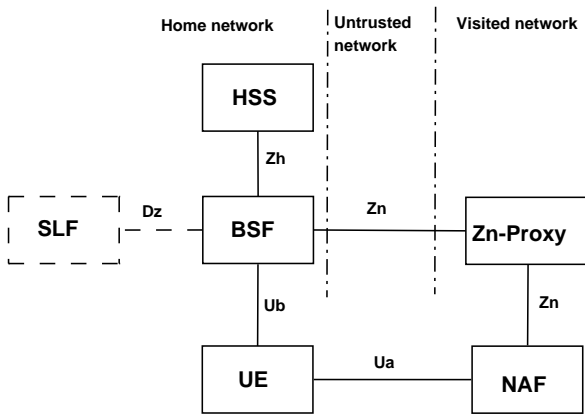 Home network
Untrusted
network
Visited network
HSS
Zh
SLF
Dz
BSF
Zn
Zn-Proxy
Ub
Zn
UE
Ua
NAF